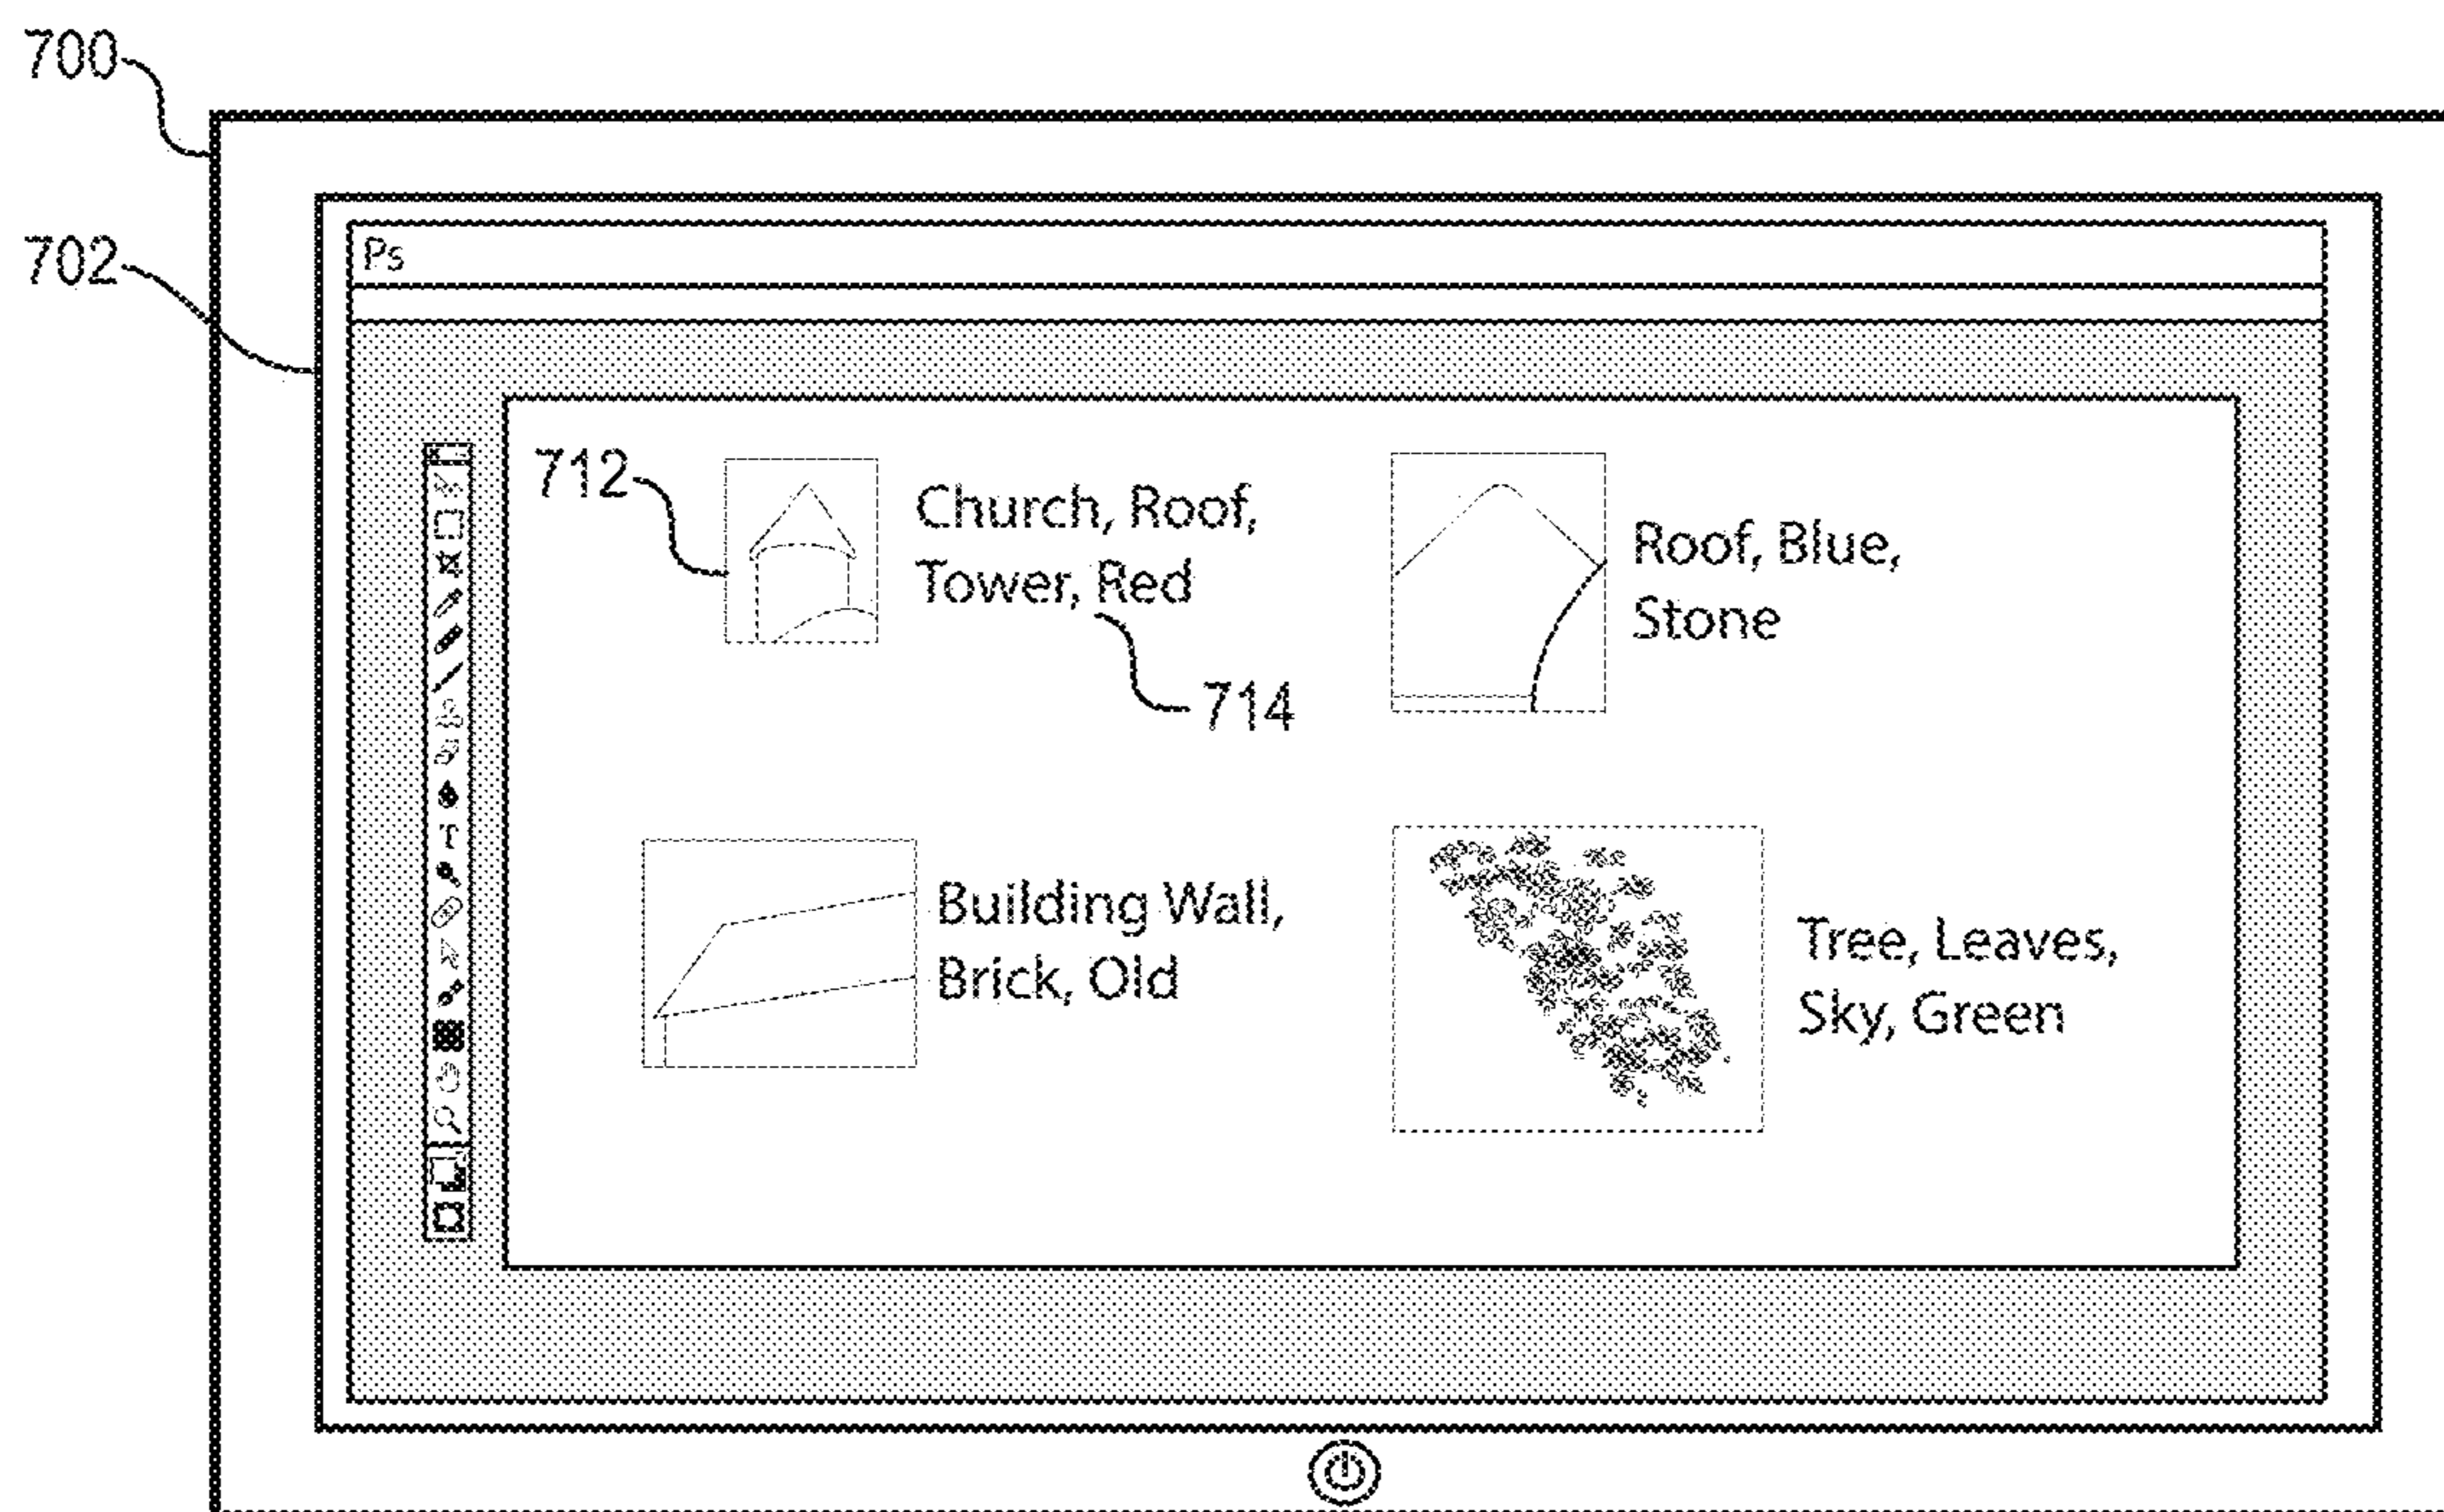 700
702
Ps
712
Church, Roof,
Tower, Red
714
Roof, Blue,
Stone
Building Wall,
Brick, Old
Tree, Leaves,
Sky, Green